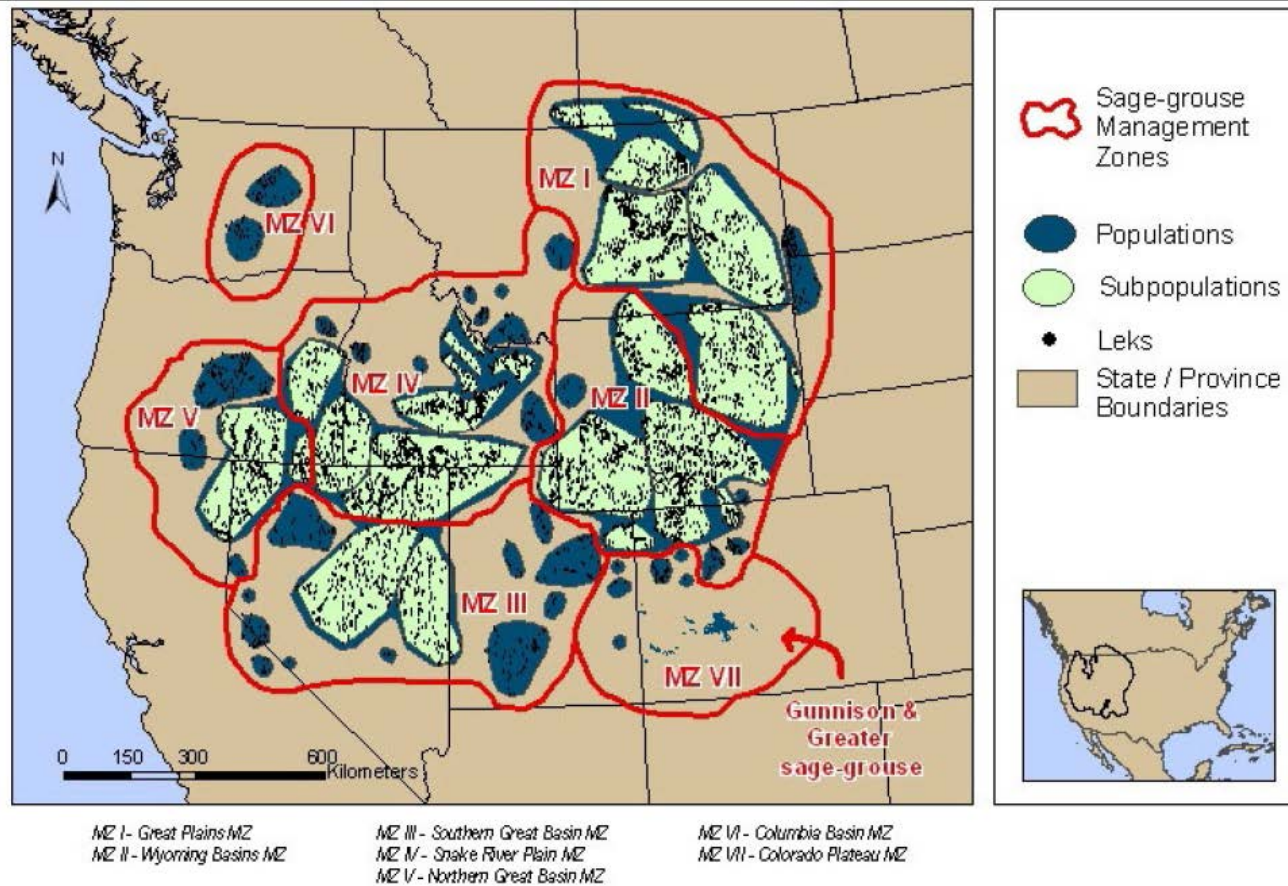 N
MZ I
MZ VI
MZ IV
MZ II
MZ V
MZ III
MZ VII
Gunnison &
Greater
sage-grouse
0 150 300 600
Kilometers
Sage-grouse
Management
Zones
Populations
Subpopulations
Leks
State / Province
Boundaries
MZ I - Great Plains MZ
MZ II - Wyoming Basins MZ
MZ III - Southern Great Basin MZ
MZ IV - Snake River Plain MZ
MZ V - Northern Great Basin MZ
MZ VI - Columbia Basin MZ
MZ VII - Colorado Plateau MZ